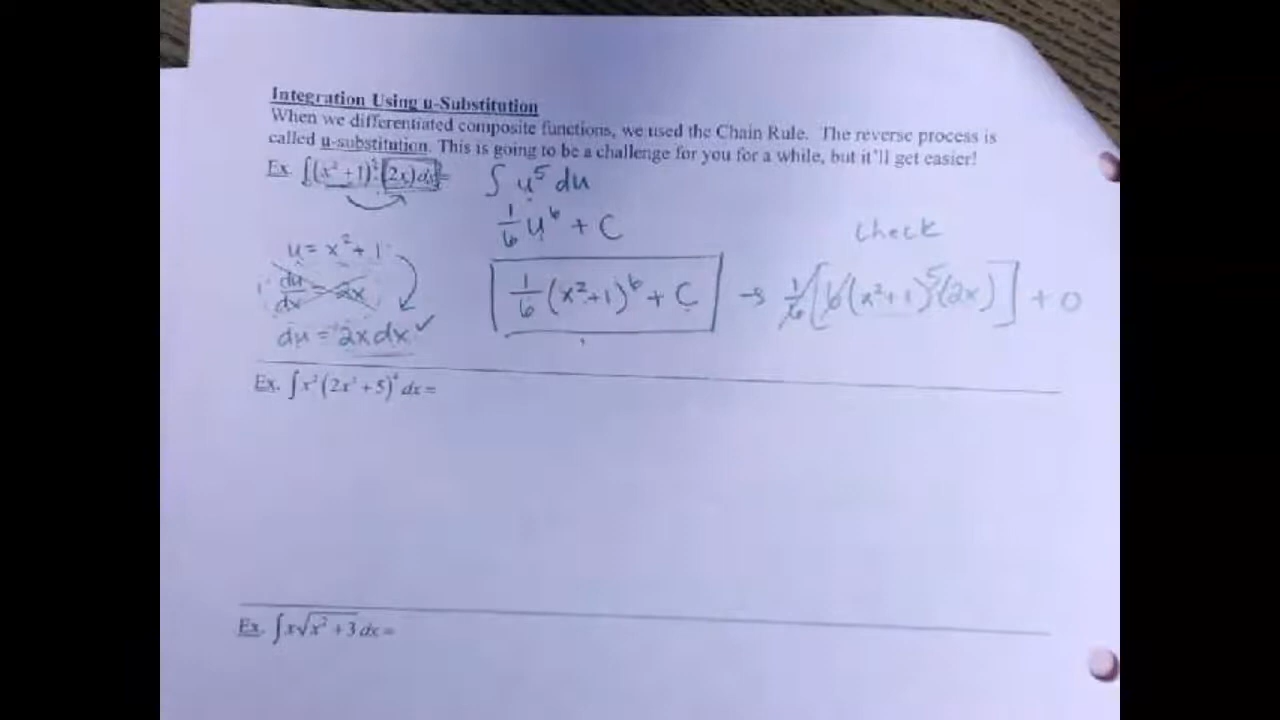 Integration Using u-Substitution
When we differentiated composite functions, we used the Chain Rule. The reverse process is
called u-substitution. This is going to be a challenge for you for a while, but it'll get easier!
Ex. ∫(x² + 1)⁵(2x)dx =
∫ u⁵ du
1/6 u⁶ + C
check
u = x² + 1
du/dx = 2x
1/6 (x²+1)⁶ + C → 1/6 [6(x²+1)⁵(2x)] + 0
du = 2x dx ✓
Ex. ∫x²(2x³ + 5)⁴ dx =
Ex. ∫x√(x² + 3) dx =